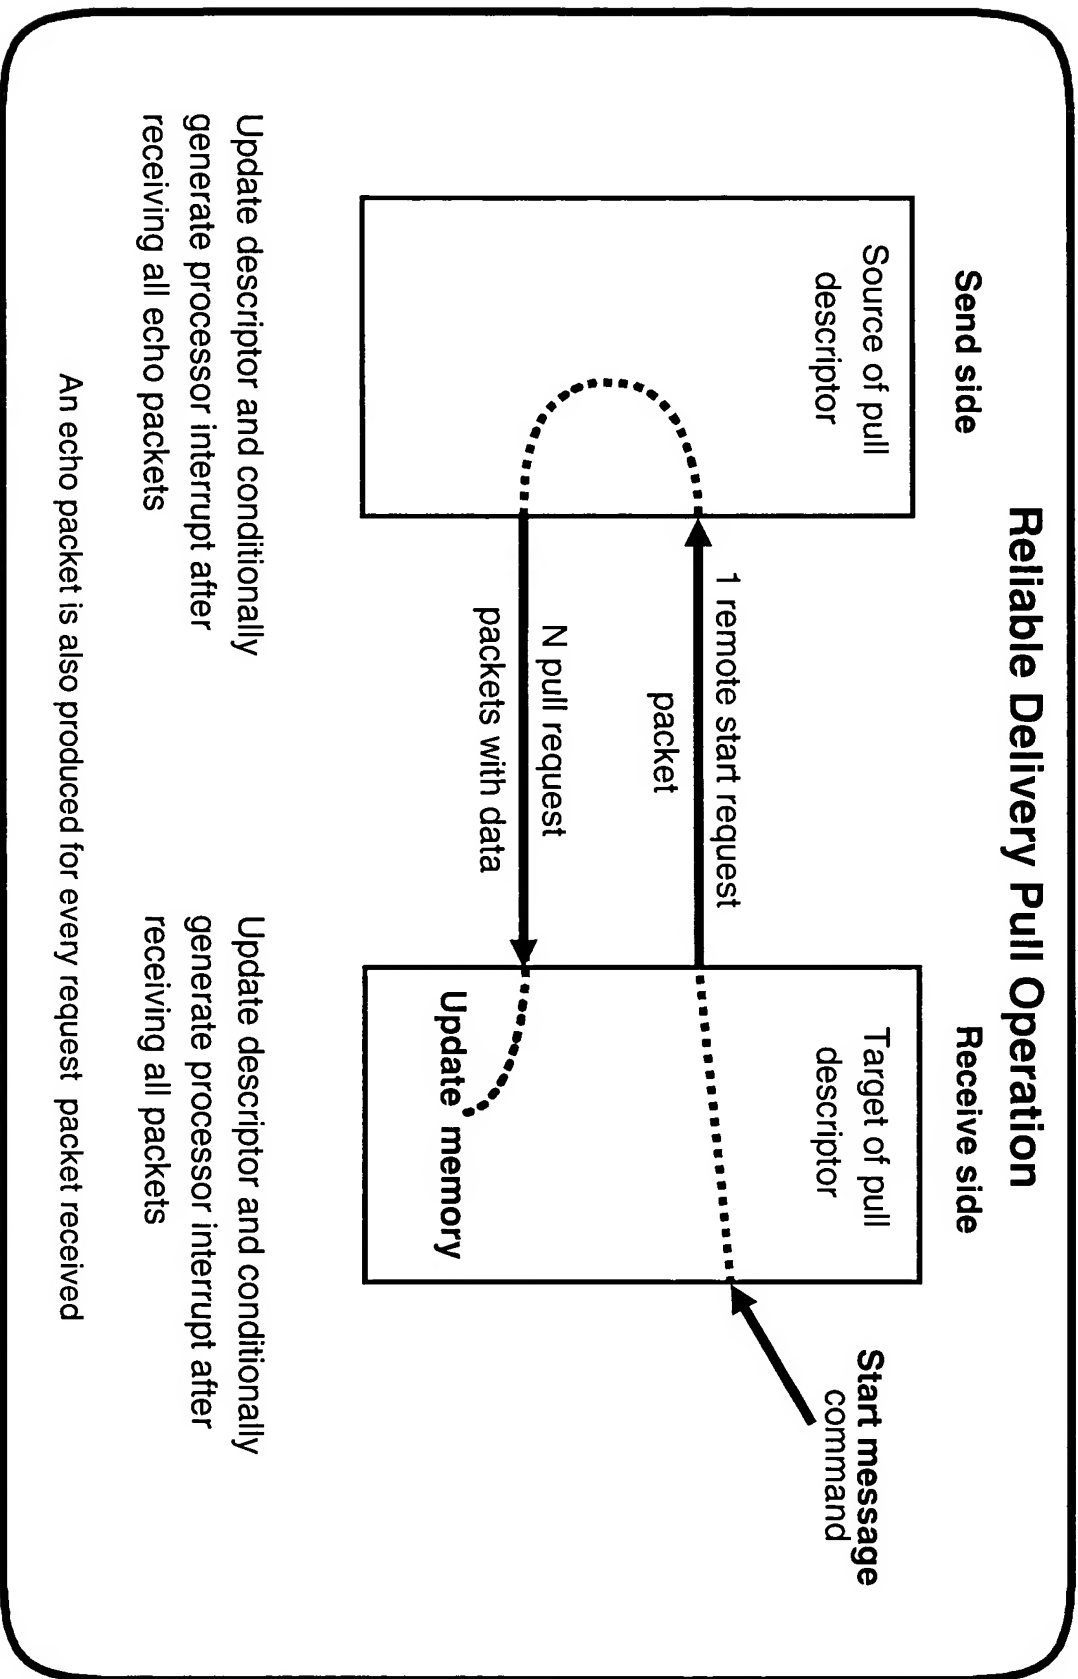 Reliable Delivery Pull Operation
Send side
Receive side
Source of pull
descriptor
Target of pull
descriptor
Start message
command
1 remote start request
packet
N pull request
packets with data
Update memory
Update descriptor and conditionally
generate processor interrupt after
receiving all echo packets
Update descriptor and conditionally
generate processor interrupt after
receiving all packets
An echo packet is also produced for every request packet received